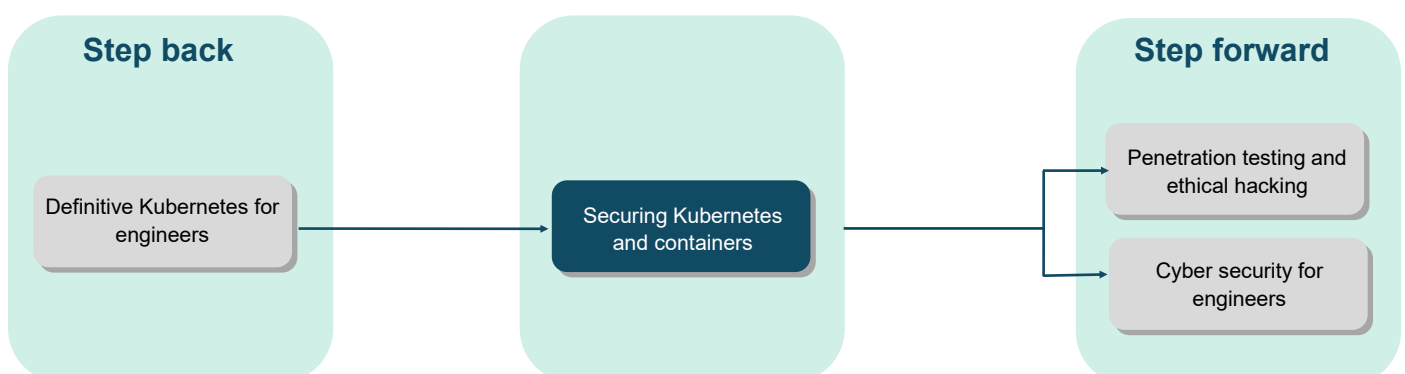 Step back
Definitive Kubernetes for
engineers
Securing Kubernetes
and containers
Step forward
Penetration testing and
ethical hacking
Cyber security for
engineers